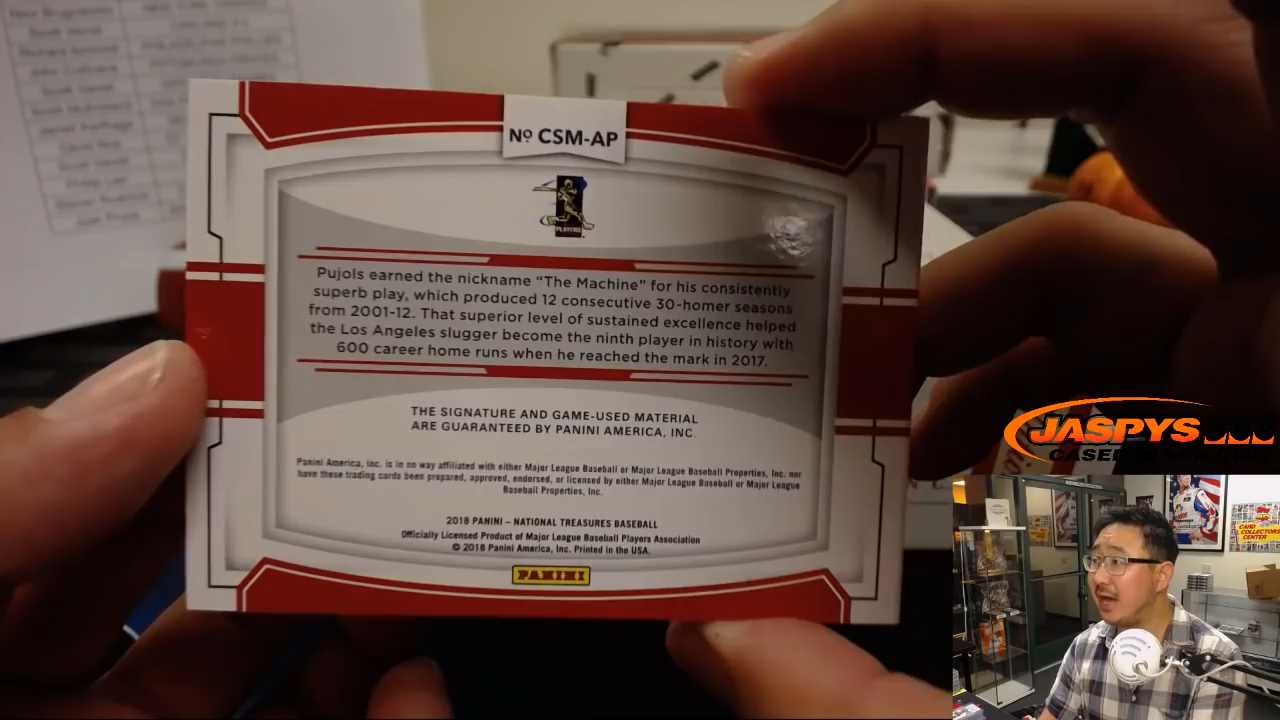 Nº CSM-AP
PLAYERS
Pujols earned the nickname “The Machine” for his consistently
superb play, which produced 12 consecutive 30-homer seasons
from 2001-12. That superior level of sustained excellence helped
the Los Angeles slugger become the ninth player in history with
600 career home runs when he reached the mark in 2017.
THE SIGNATURE AND GAME-USED MATERIAL
ARE GUARANTEED BY PANINI AMERICA, INC.
Panini America, Inc. is in no way affiliated with either Major League Baseball or Major League Baseball Properties, Inc. nor
have these trading cards been prepared, approved, endorsed, or licensed by either Major League Baseball or Major League
Baseball Properties, Inc.
2018 PANINI – NATIONAL TREASURES BASEBALL
Officially Licensed Product of Major League Baseball Players Association
© 2018 Panini America, Inc. Printed in the USA.
PANINI
JASPYS
CARD
COLLECTORS
CENTER